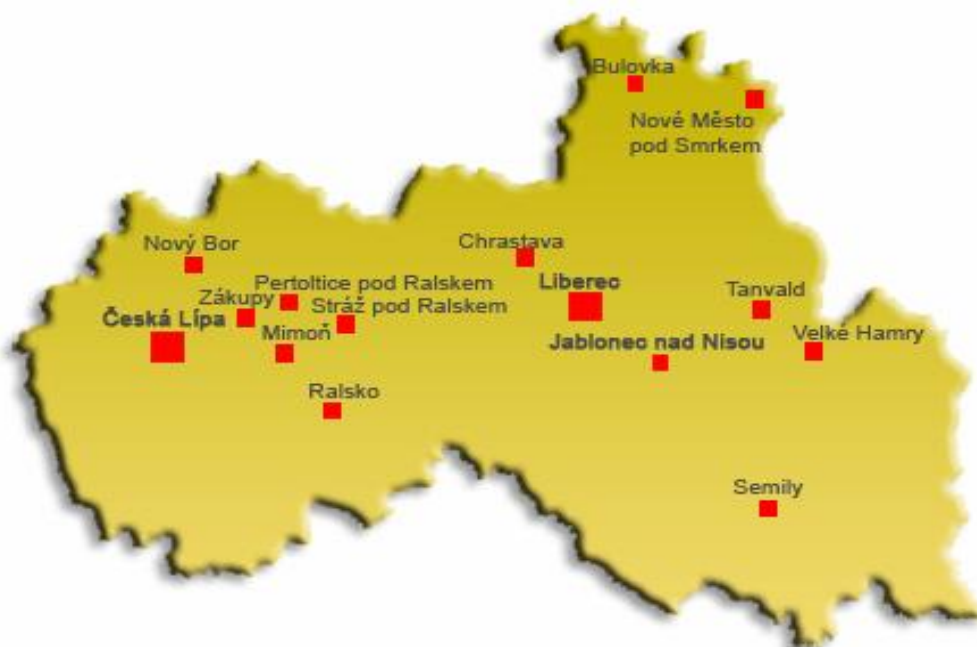 Bulovka
Nové Město
pod Smrkem
Nový Bor
Chrastava
Pertoltice pod Ralskem
Liberec
Zákupy
Stráž pod Ralskem
Tanvald
Česká Lípa
Mimoň
Jablonec nad Nisou
Velké Hamry
Ralsko
Semily